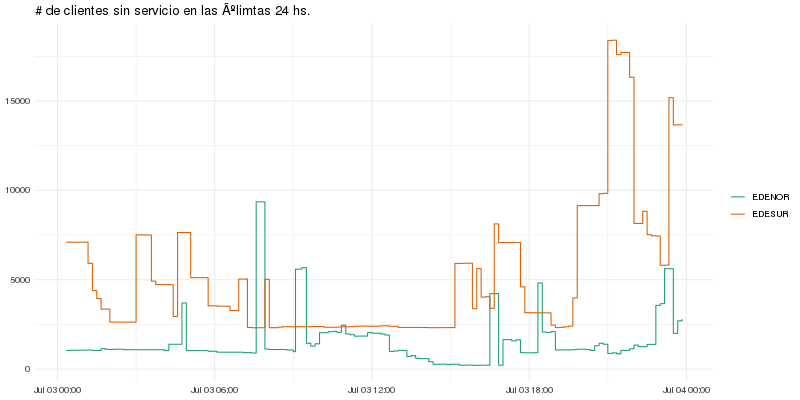 # de clientes sin servicio en las Ãºlimtas 24 hs.
15000
10000
5000
0
Jul 03 00:00
Jul 03 06:00
Jul 03 12:00
Jul 03 18:00
Jul 04 00:00
EDENOR
EDESUR